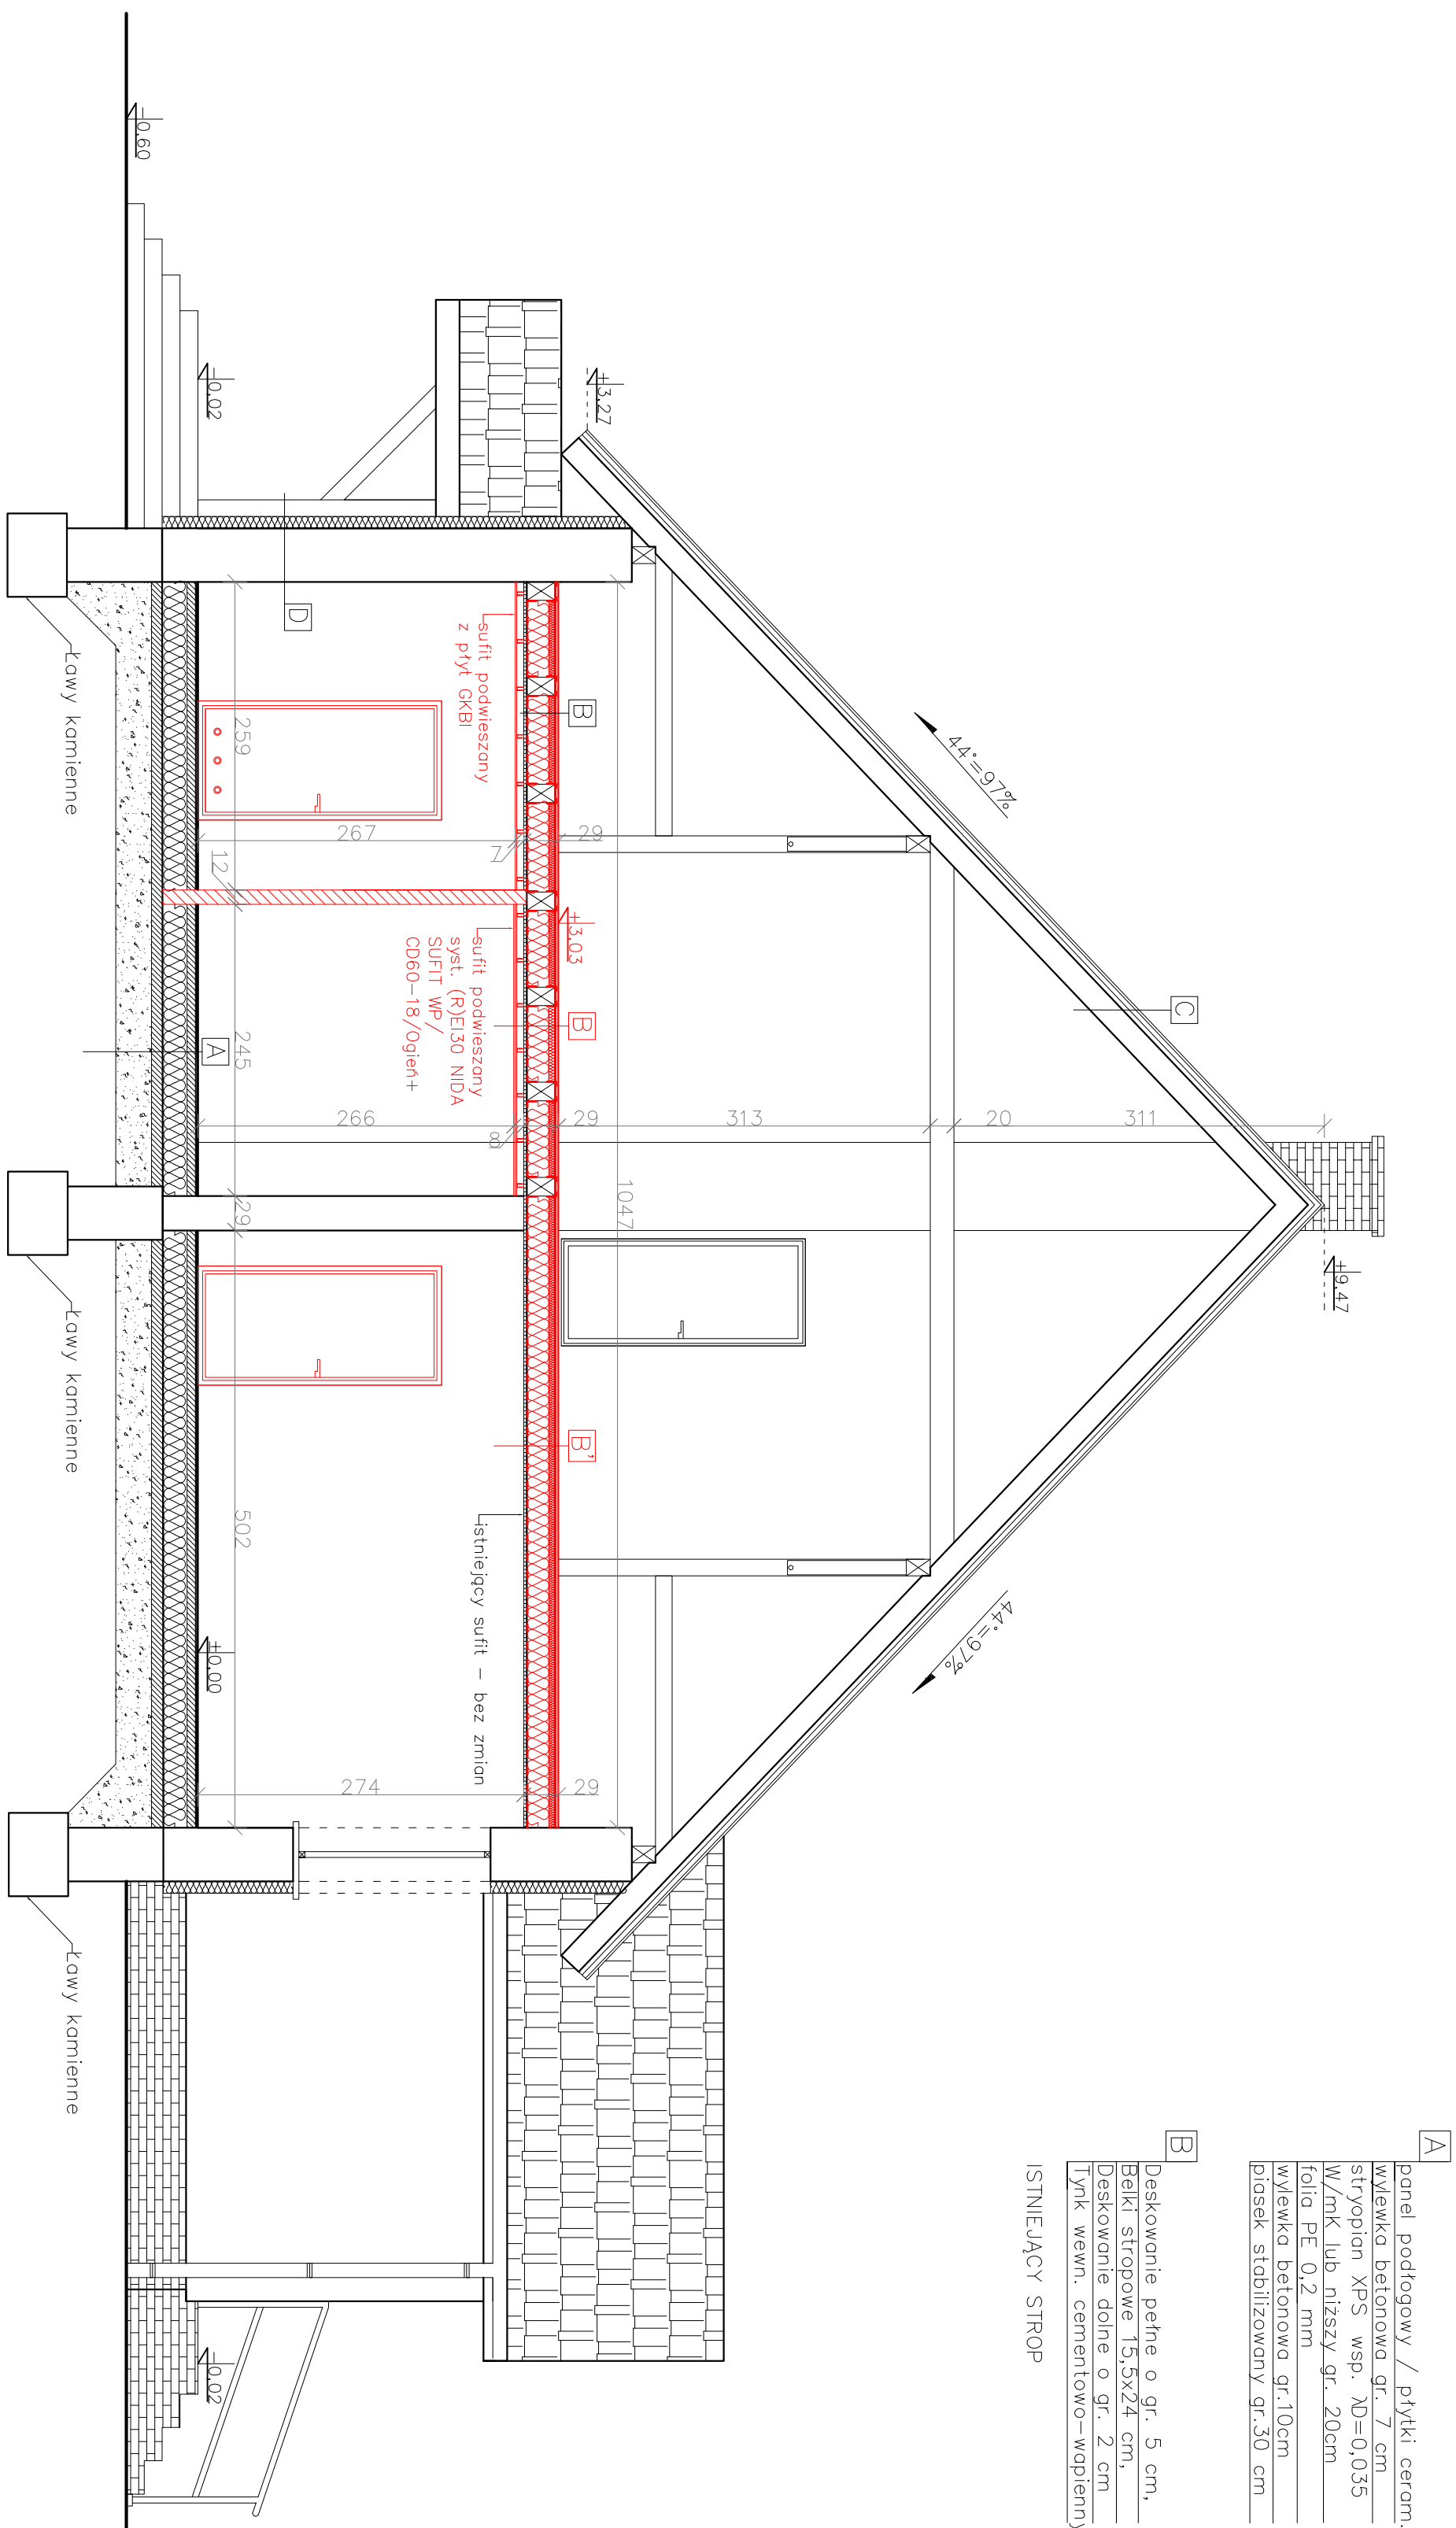 A
panel podłogowy / płytki ceram.
wylewka betonowa gr. 7 cm
stryopian XPS wsp. λD=0,035
W/mK lub niższy gr. 20cm
folia PE 0,2 mm
wylewka betonowa gr.10cm
piasek stabilizowany gr.30 cm
B
Deskowanie pełne o gr. 5 cm,
Belki stropowe 15,5x24 cm,
Deskowanie dolne o gr. 2 cm
Tynk wewn. cementowo-wapienny
ISTNIEJĄCY STROP
+9,47
C
44°=97%
44°=97%
311
20
313
+3,27
+3,03
1047
B
B
B'
29
29
29
7
8
sufit podwieszany
z płyt GKBI
sufit podwieszany
syst. (R)EI30 NIDA
SUFIT WP/
CD60-18/Ogień+
istniejący sufit - bez zmian
267
266
274
D
259
12
245
29
502
A
-0,60
-0,02
±0,00
-0,02
Ławy kamienne
Ławy kamienne
Ławy kamienne